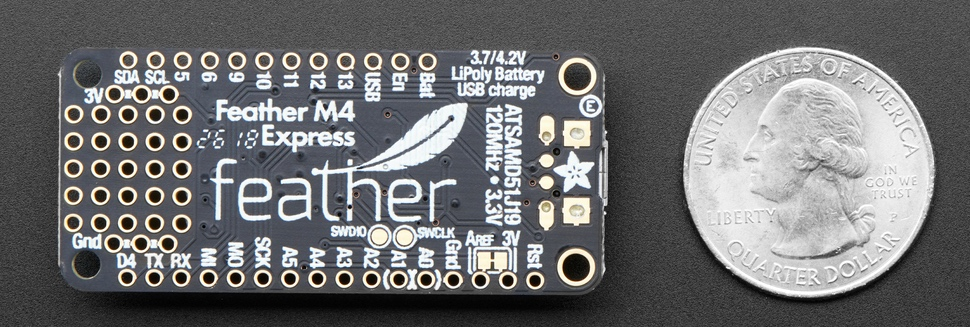 SDA SCL 5 6 9 10 11 12 13 USB En Bat
3.7/4.2V
LiPoly Battery
USB charge
3V
Feather M4
26 18 Express
feather
ATSAMD51J19
120MHz • 3.3V
E
SWDIO SWCLK
AREF 3V
Gnd
D4 TX RX MI MO SCK A5 A4 A3 A2 (A1)(A0) Gnd Rst
UNITED STATES OF AMERICA
IN
GOD WE
TRUST
LIBERTY
P
QUARTER DOLLAR